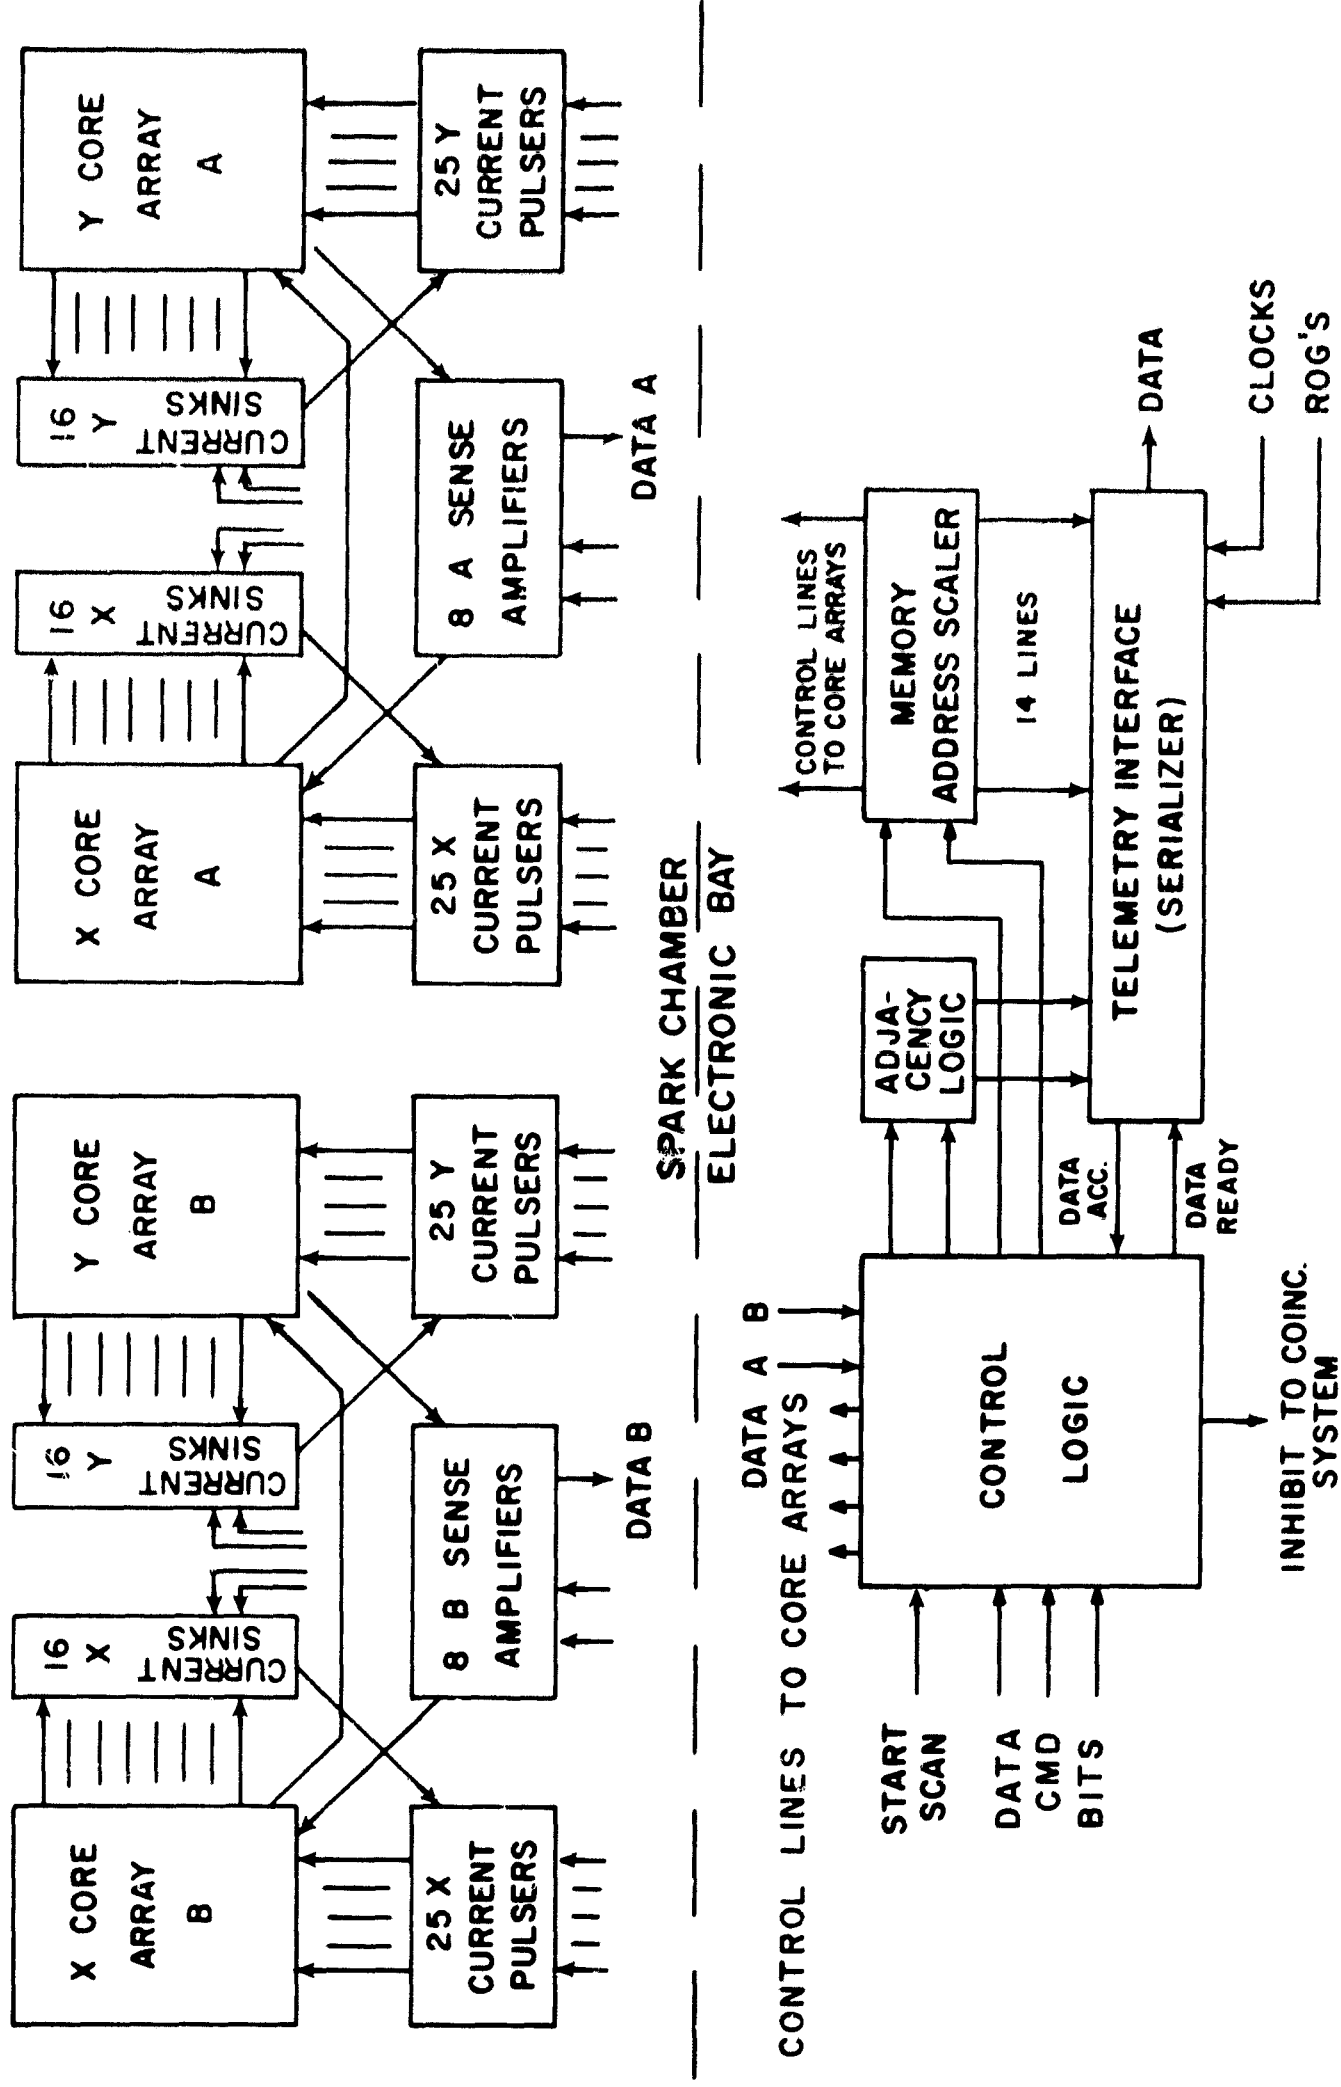 X CORE
ARRAY
B
16
X
CURRENT
SINKS
16
Y
CURRENT
SINKS
Y CORE
ARRAY
B
X CORE
ARRAY
A
16
X
CURRENT
SINKS
16
Y
CURRENT
SINKS
Y CORE
ARRAY
A
25 X
CURRENT
PULSERS
8 B SENSE
AMPLIFIERS
25 Y
CURRENT
PULSERS
25 X
CURRENT
PULSERS
8 A SENSE
AMPLIFIERS
25 Y
CURRENT
PULSERS
DATA B
DATA A
SPARK CHAMBER
ELECTRONIC BAY
DATA A B
CONTROL LINES TO CORE ARRAYS
CONTROL LINES
TO CORE ARRAYS
START
SCAN
DATA
CMD
BITS
CONTROL
LOGIC
ADJA-
CENCY
LOGIC
MEMORY
ADDRESS SCALER
14 LINES
DATA
ACC.
DATA
READY
TELEMETRY INTERFACE
(SERIALIZER)
DATA
CLOCKS
ROG'S
INHIBIT TO COINC.
SYSTEM